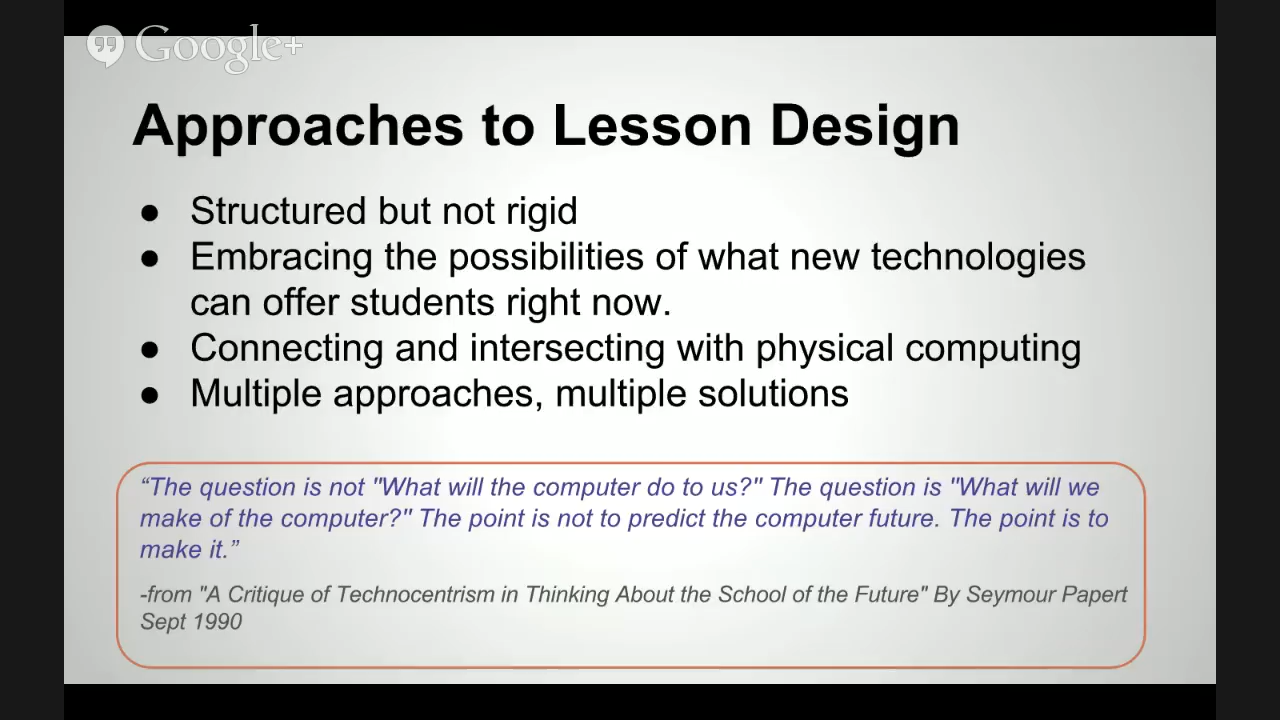 Google+
Approaches to Lesson Design
● Structured but not rigid
● Embracing the possibilities of what new technologies
can offer students right now.
● Connecting and intersecting with physical computing
● Multiple approaches, multiple solutions
“The question is not "What will the computer do to us?" The question is "What will we
make of the computer?" The point is not to predict the computer future. The point is to
make it.”
-from "A Critique of Technocentrism in Thinking About the School of the Future" By Seymour Papert
Sept 1990